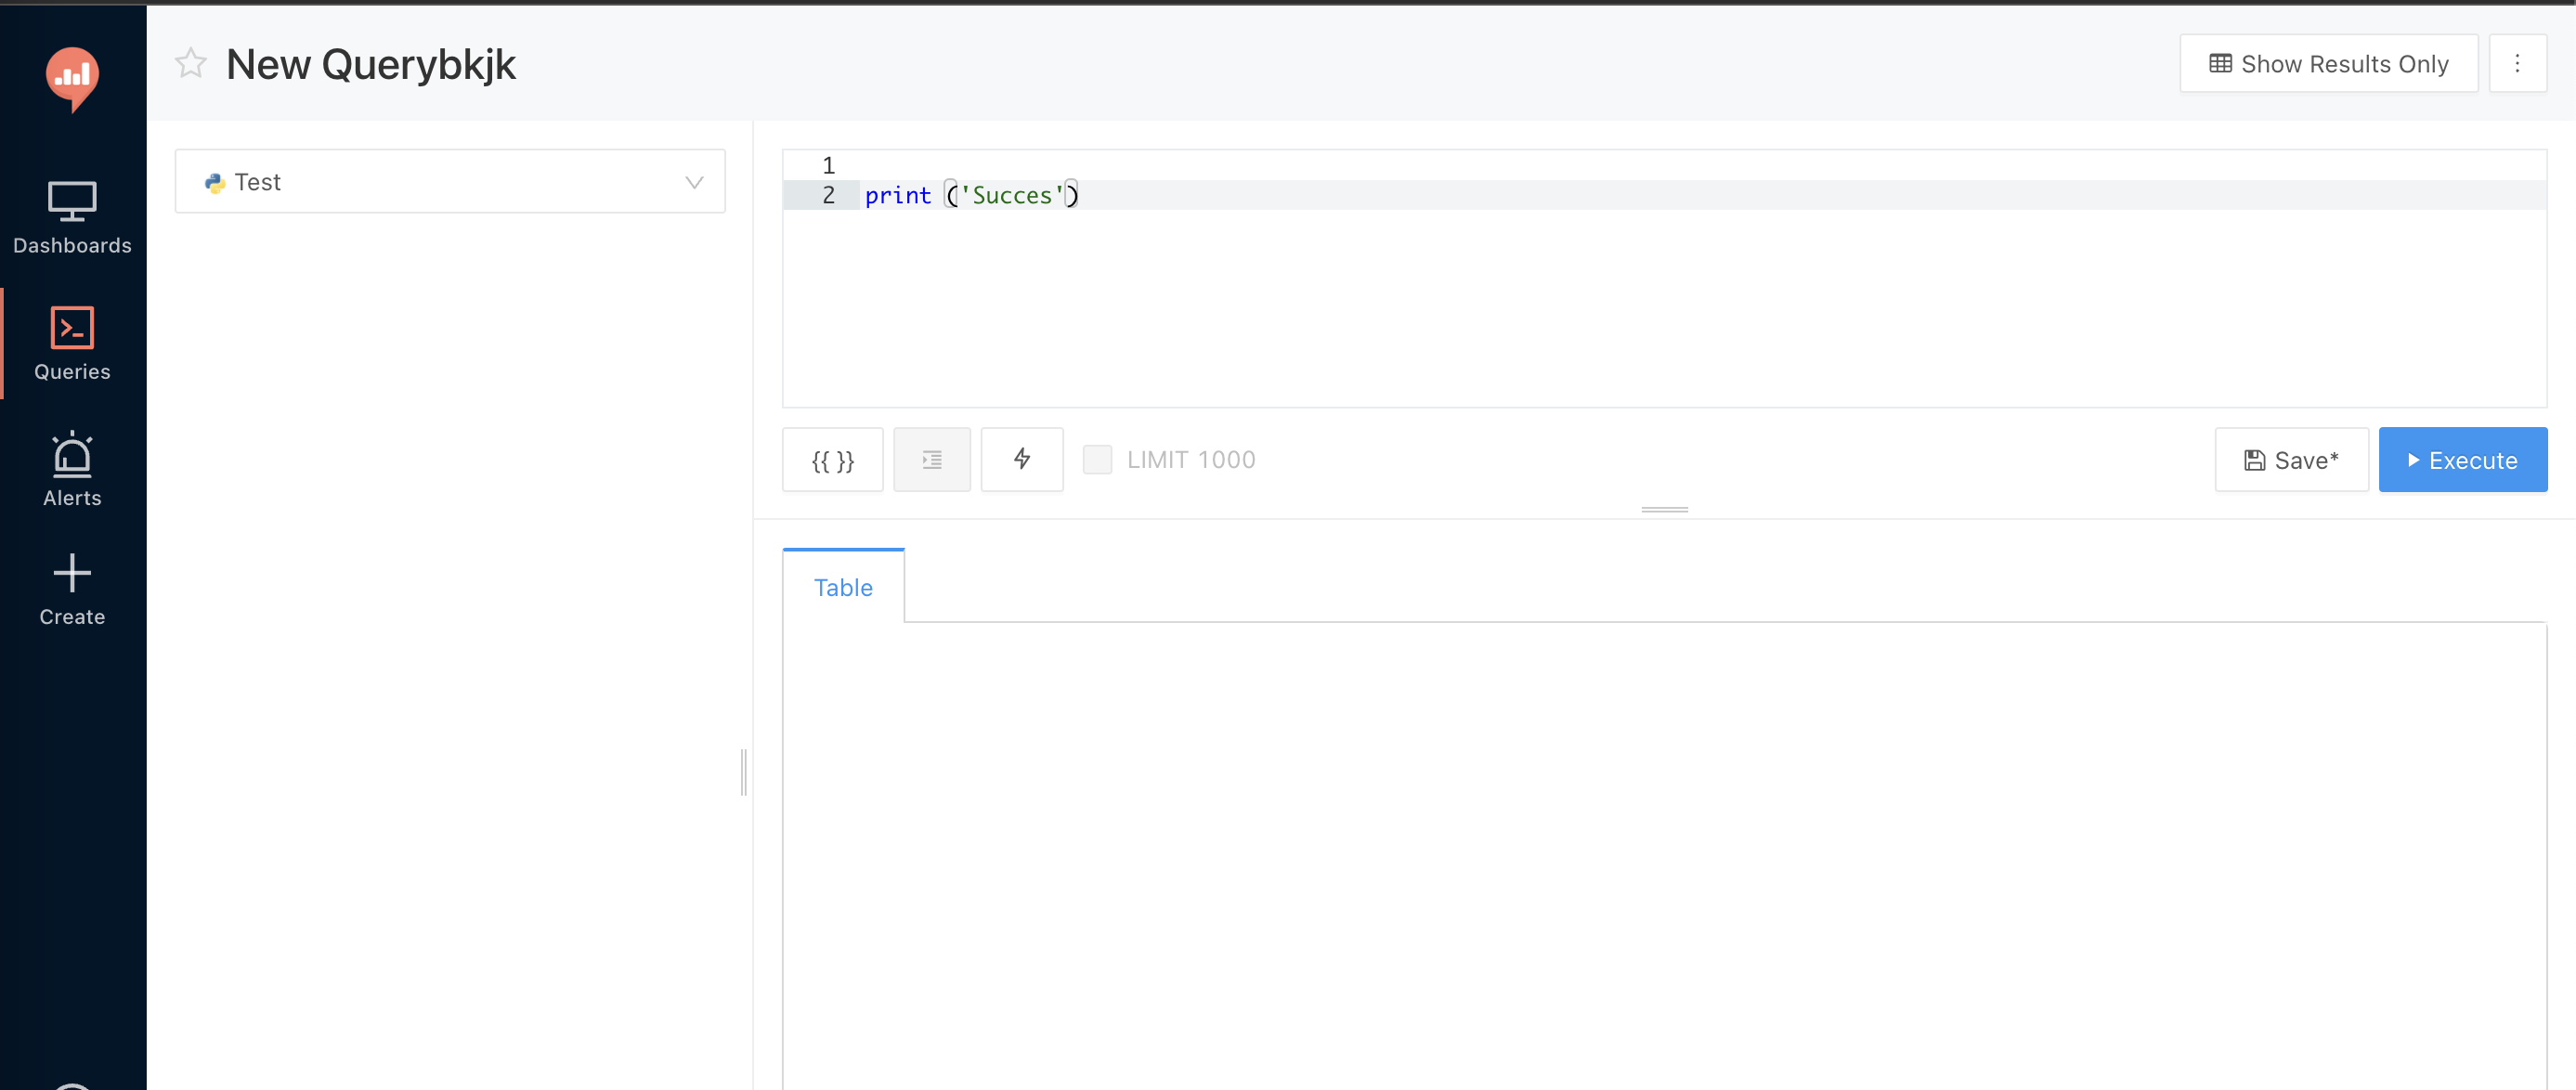 New Querybkjk
Show Results Only
Dashboards
Queries
Alerts
Create
Test
1
2 print ('Succes')
{{ }}
LIMIT 1000
Save*
Execute
Table